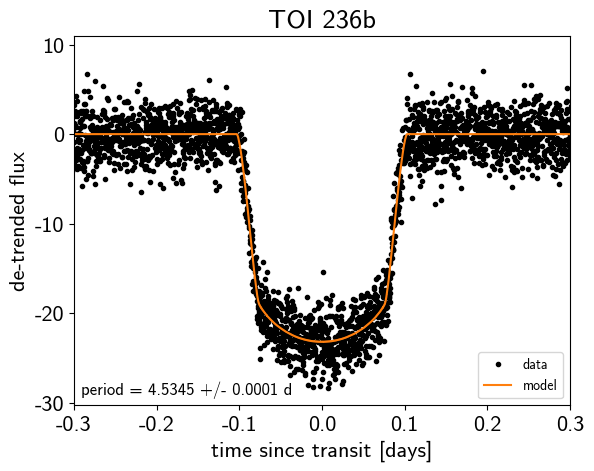 TOI 236b
de-trended flux
10
0
-10
-20
-30
period = 4.5345 +/- 0.0001 d
data
model
-0.3 -0.2 -0.1 0.0 0.1 0.2 0.3
time since transit [days]